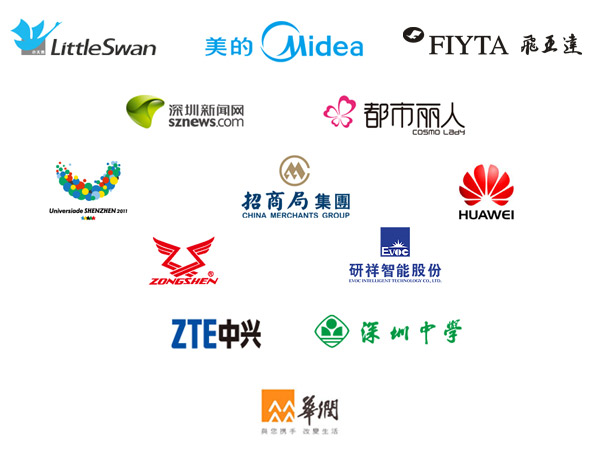 LittleSwan
美的 Midea
FIYTA 飛亚達
深圳新闻网
sznews.com
都市丽人
COSMO LADY
Universiade SHENZHEN 2011
招商局集團
CHINA MERCHANTS GROUP
HUAWEI
ZONGSHEN®
EVOC
研祥智能股份
EVOC INTELLIGENT TECHNOLOGY CO., LTD.
ZTE中兴
深圳中學
華潤
與您携手 改變生活